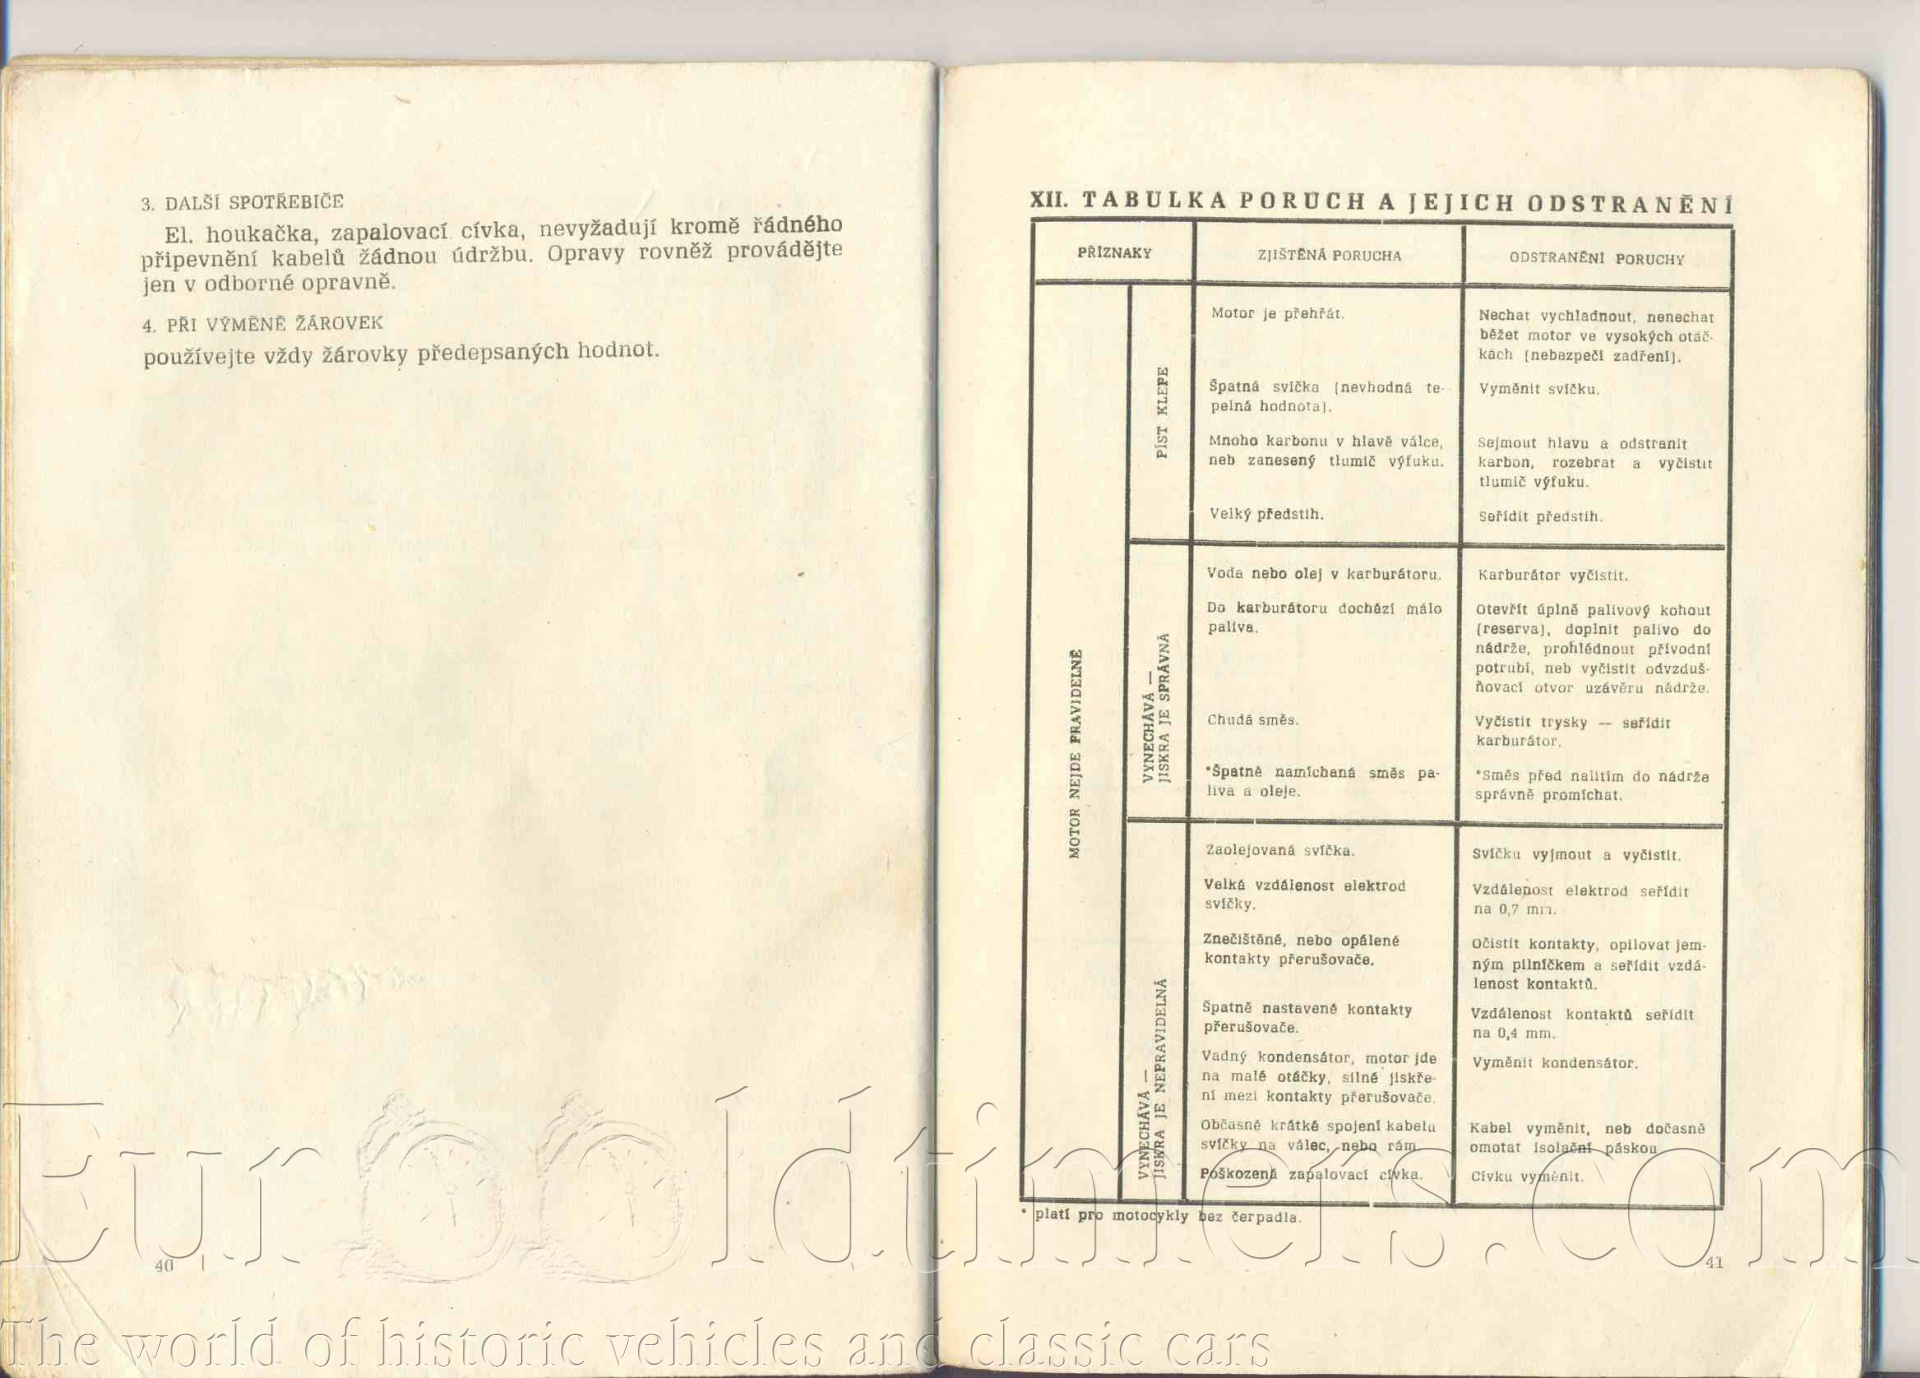 3. DALŠÍ SPOTŘEBIČE
El. houkačka, zapalovací cívka, nevyžadují kromě řádného
připevnění kabelů žádnou údržbu. Opravy rovněž provádějte
jen v odborné opravně.
4. PŘI VÝMĚNĚ ŽÁROVEK
používejte vždy žárovky předepsaných hodnot.
40
XII. TABULKA PORUCH A JEJICH ODSTRANĚNÍ
PŘÍZNAKY
ZJIŠTĚNÁ PORUCHA
ODSTRANĚNÍ PORUCHY
MOTOR NEJDE PRAVIDELNĚ
PÍST KLEPE
Motor je přehřát.
Nechat vychladnout, nenechat
běžet motor ve vysokých otáč-
kách (nebezpečí zadření).
Špatná svíčka (nevhodná te-
pelná hodnota).
Vyměnit svíčku.
Mnoho karbonu v hlavě válce,
neb zanesený tlumič výfuku.
Sejmout hlavu a odstranit
karbon, rozebrat a vyčistit
tlumič výfuku.
Velký předstih.
Seřídit předstih.
VYNECHÁVÁ —
JISKRA JE SPRÁVNÁ
Voda nebo olej v karburátoru.
Karburátor vyčistit.
Do karburátoru dochází málo
paliva.
Otevřít úplně palivový kohout
(reserva), doplnit palivo do
nádrže, prohlédnout přívodní
potrubí, neb vyčistit odvzduš-
ňovací otvor uzávěru nádrže.
Chudá směs.
Vyčistit trysky — seřídit
karburátor.
*Špatně namíchaná směs pa-
liva a oleje.
*Směs před nalitím do nádrže
správně promíchat.
VYNECHÁVÁ —
JISKRA JE NEPRAVIDELNÁ
Zaolejovaná svíčka.
Svíčku vyjmout a vyčistit.
Velká vzdálenost elektrod
svíčky.
Vzdálenost elektrod seřídit
na 0,7 mm.
Znečištěné, nebo opálené
kontakty přerušovače.
Očistit kontakty, opilovat jem-
ným pilníčkem a seřídit vzdá-
lenost kontaktů.
Špatně nastavené kontakty
přerušovače.
Vzdálenost kontaktů seřídit
na 0,4 mm.
Vadný kondensátor, motor jde
na malé otáčky, silné jiskře-
ní mezi kontakty přerušovače.
Vyměnit kondensátor.
Občasné krátké spojení kabelu
svíčky na válec, nebo rám
Kabel vyměnit, neb dočasně
omotat isolační páskou
Poškozená zapalovací cívka.
Cívku vyměnit.
* platí pro motocykly bez čerpadla.
41
EurOOldtimers.com
The world of historic vehicles and classic cars